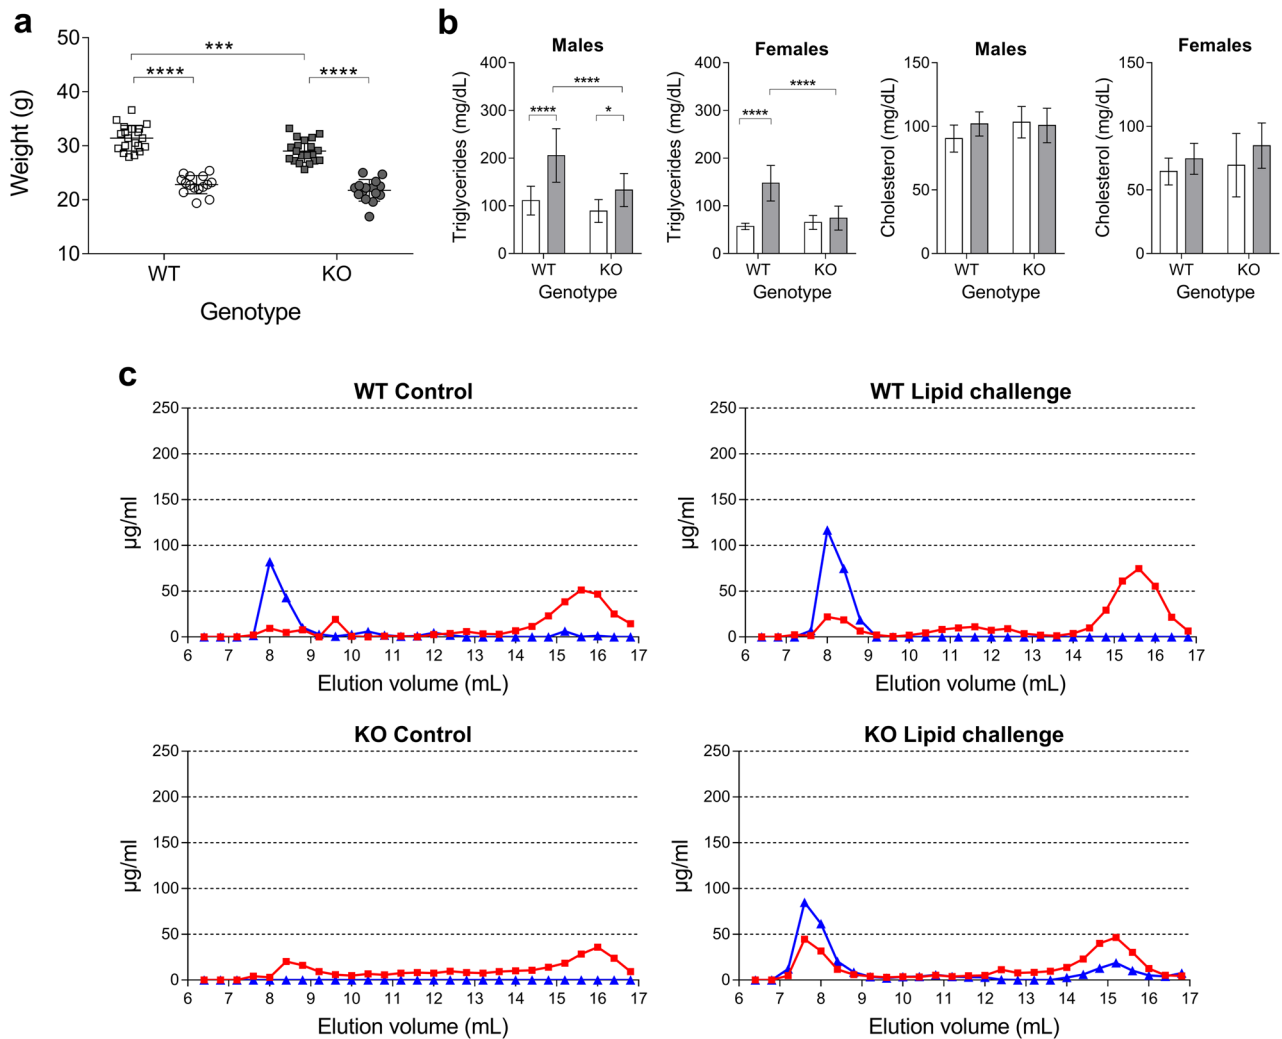 a
50
40
30
20
10
Weight (g)
***
****
****
WT
KO
Genotype
b
Males
400
300
200
100
0
Triglycerides (mg/dL)
****
****
*
WT
KO
Genotype
Females
400
300
200
100
0
Triglycerides (mg/dL)
****
****
WT
KO
Genotype
Males
150
100
50
0
Cholesterol (mg/dL)
WT
KO
Genotype
Females
150
100
50
0
Cholesterol (mg/dL)
WT
KO
Genotype
c
WT Control
250
200
150
100
50
0
µg/ml
6 7 8 9 10 11 12 13 14 15 16 17
Elution volume (mL)
WT Lipid challenge
250
200
150
100
50
0
µg/ml
6 7 8 9 10 11 12 13 14 15 16 17
Elution volume (mL)
KO Control
250
200
150
100
50
0
µg/ml
6 7 8 9 10 11 12 13 14 15 16 17
Elution volume (mL)
KO Lipid challenge
250
200
150
100
50
0
µg/ml
6 7 8 9 10 11 12 13 14 15 16 17
Elution volume (mL)